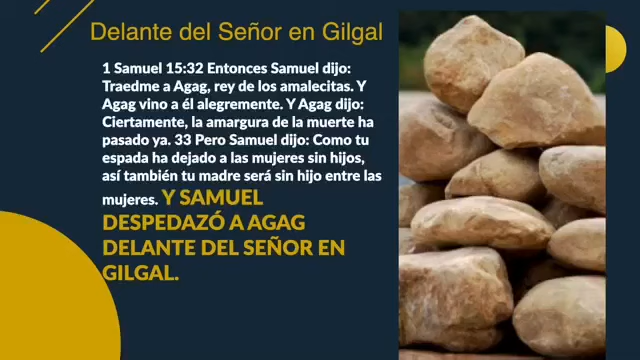 Delante del Señor en Gilgal
1 Samuel 15:32 Entonces Samuel dijo:
Traedme a Agag, rey de los amalecitas. Y
Agag vino a él alegremente. Y Agag dijo:
Ciertamente, la amargura de la muerte ha
pasado ya. 33 Pero Samuel dijo: Como tu
espada ha dejado a las mujeres sin hijos,
así también tu madre será sin hijo entre las
mujeres. Y SAMUEL
DESPEDAZÓ A AGAG
DELANTE DEL SEÑOR EN
GILGAL.